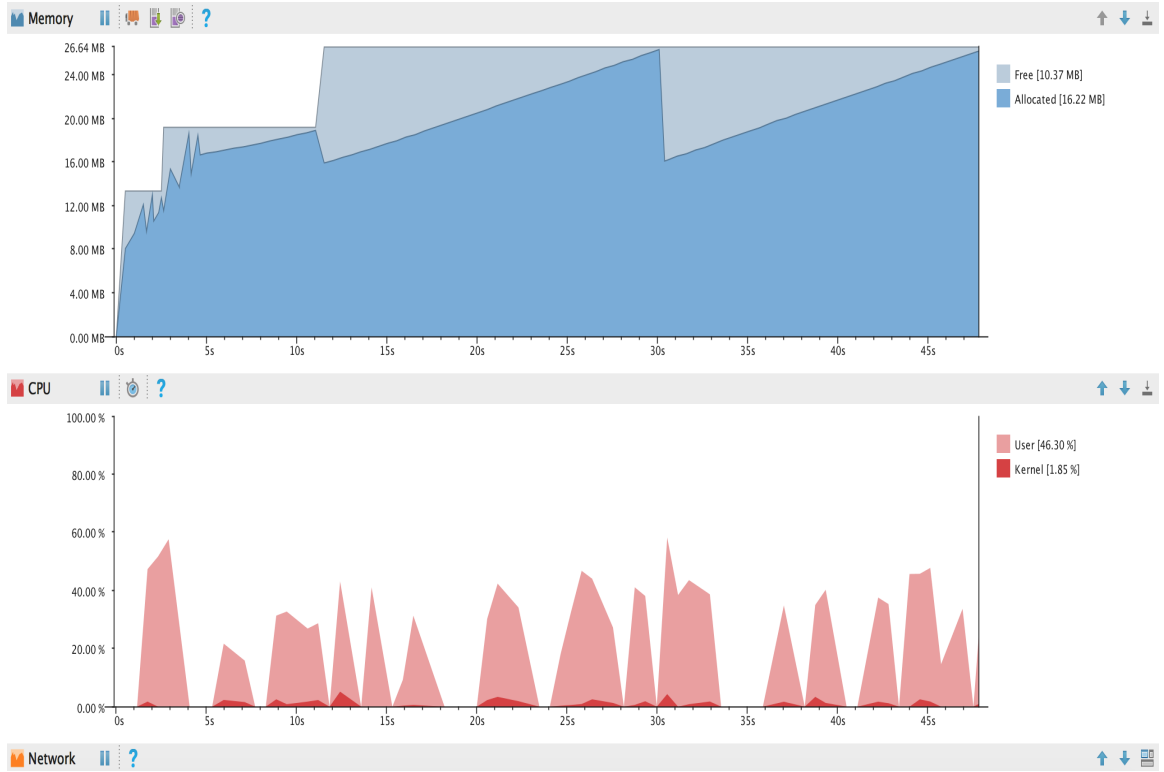 Memory ?
26.64 MB
24.00 MB
20.00 MB
16.00 MB
12.00 MB
8.00 MB
4.00 MB
0.00 MB
0s 5s 10s 15s 20s 25s 30s 35s 40s 45s
Free [10.37 MB]
Allocated [16.22 MB]
CPU ?
100.00 %
80.00 %
60.00 %
40.00 %
20.00 %
0.00 %
0s 5s 10s 15s 20s 25s 30s 35s 40s 45s
User [46.30 %]
Kernel [1.85 %]
Network ?